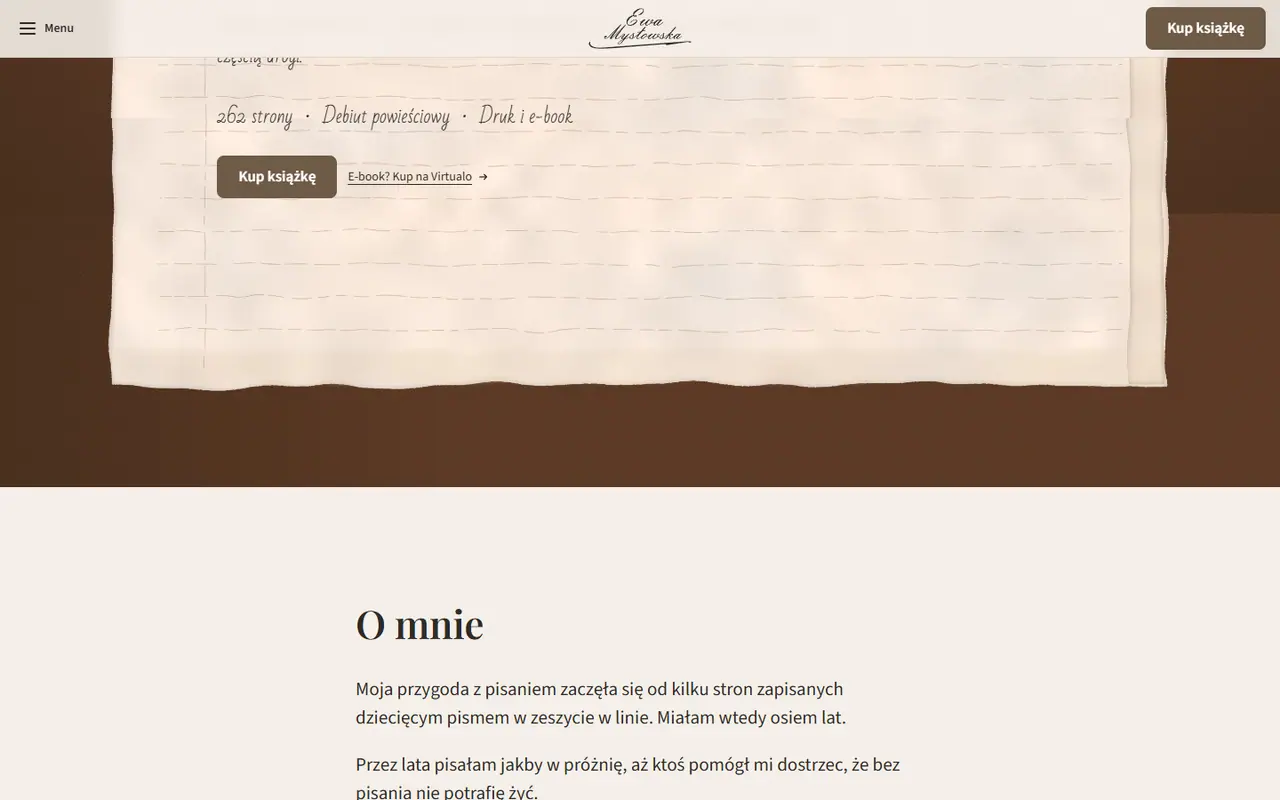 Menu
Ewa
Mysłowska
Kup książkę
częścią drogi.
262 strony · Debiut powieściowy · Druk i e-book
Kup książkę
E-book? Kup na Virtualo →
O mnie
Moja przygoda z pisaniem zaczęła się od kilku stron zapisanych
dziecięcym pismem w zeszycie w linie. Miałam wtedy osiem lat.
Przez lata pisałam jakby w próżnię, aż ktoś pomógł mi dostrzec, że bez
pisania nie potrafię żyć.